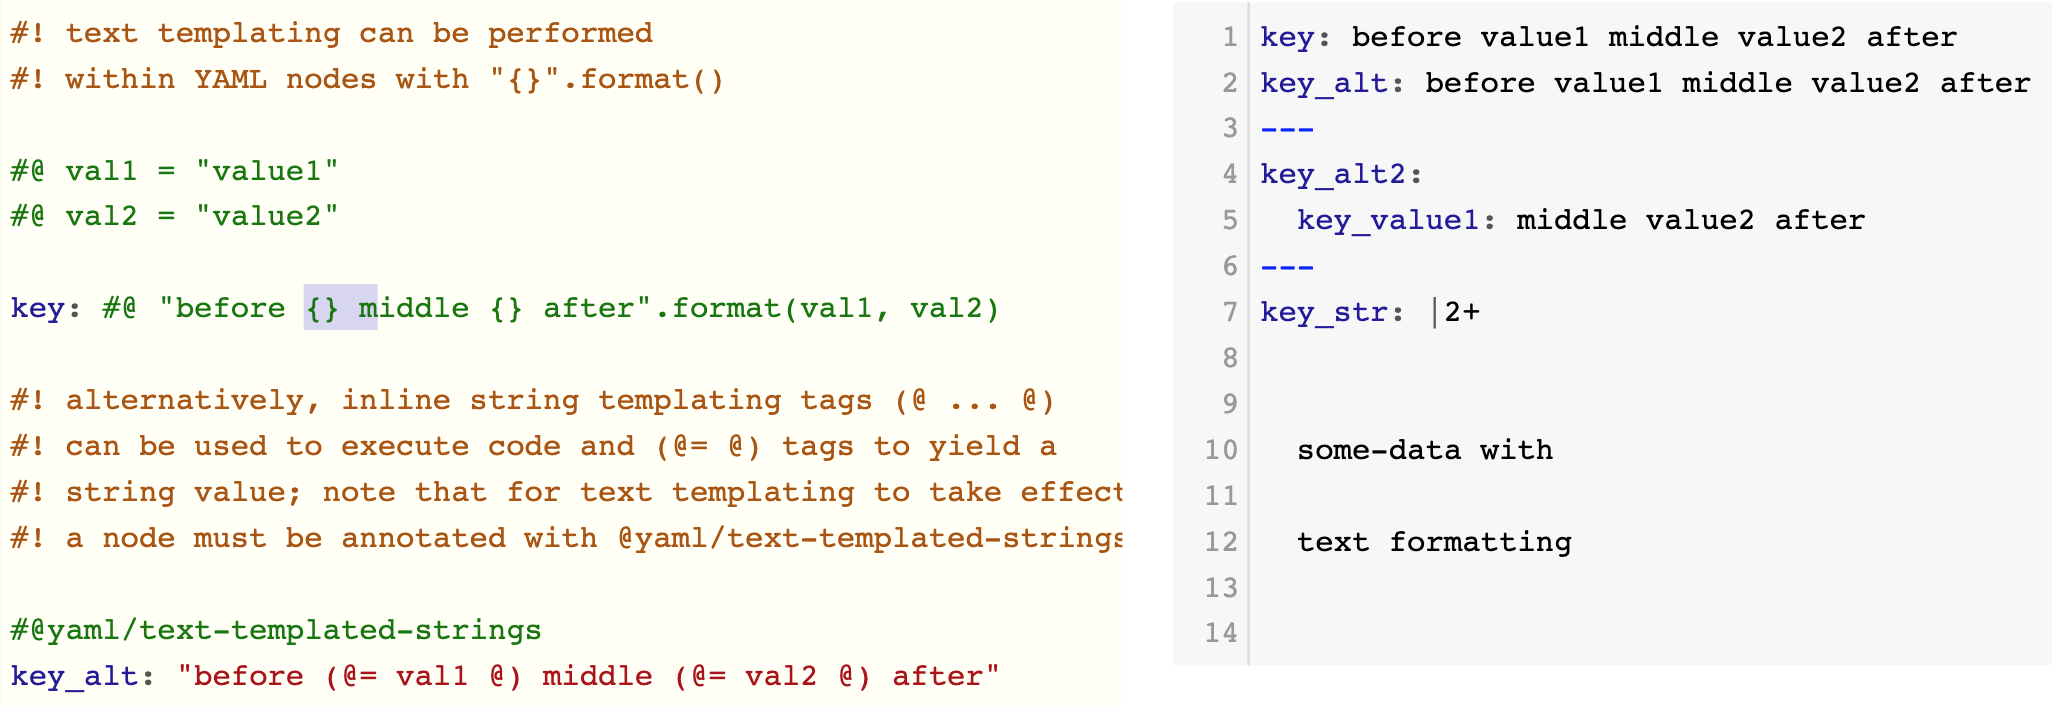 #! text templating can be performed
#! within YAML nodes with "{}".format()
#@ val1 = "value1"
#@ val2 = "value2"
key: #@ "before {} middle {} after".format(val1, val2)
#! alternatively, inline string templating tags (@ ... @)
#! can be used to execute code and (@= @) tags to yield a
#! string value; note that for text templating to take effect
#! a node must be annotated with @yaml/text-templated-strings
#@yaml/text-templated-strings
key_alt: "before (@= val1 @) middle (@= val2 @) after"
1 key: before value1 middle value2 after
2 key_alt: before value1 middle value2 after
3 ---
4 key_alt2:
5   key_value1: middle value2 after
6 ---
7 key_str: |2+
8
9
10   some-data with
11
12   text formatting
13
14